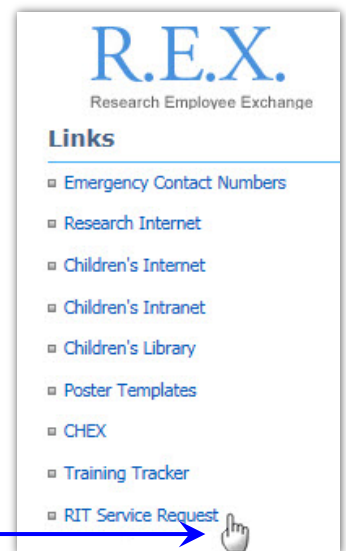 R.E.X.
Research Employee Exchange
Links
Emergency Contact Numbers
Research Internet
Children's Internet
Children's Intranet
Children's Library
Poster Templates
CHEX
Training Tracker
RIT Service Request